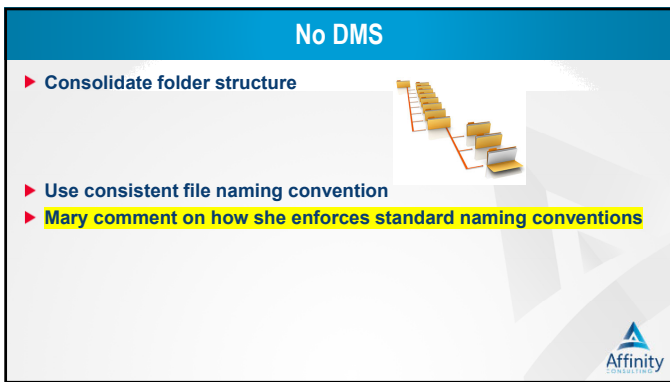 No DMS
Consolidate folder structure
Use consistent file naming convention
Mary comment on how she enforces standard naming conventions
Affinity
CONSULTING